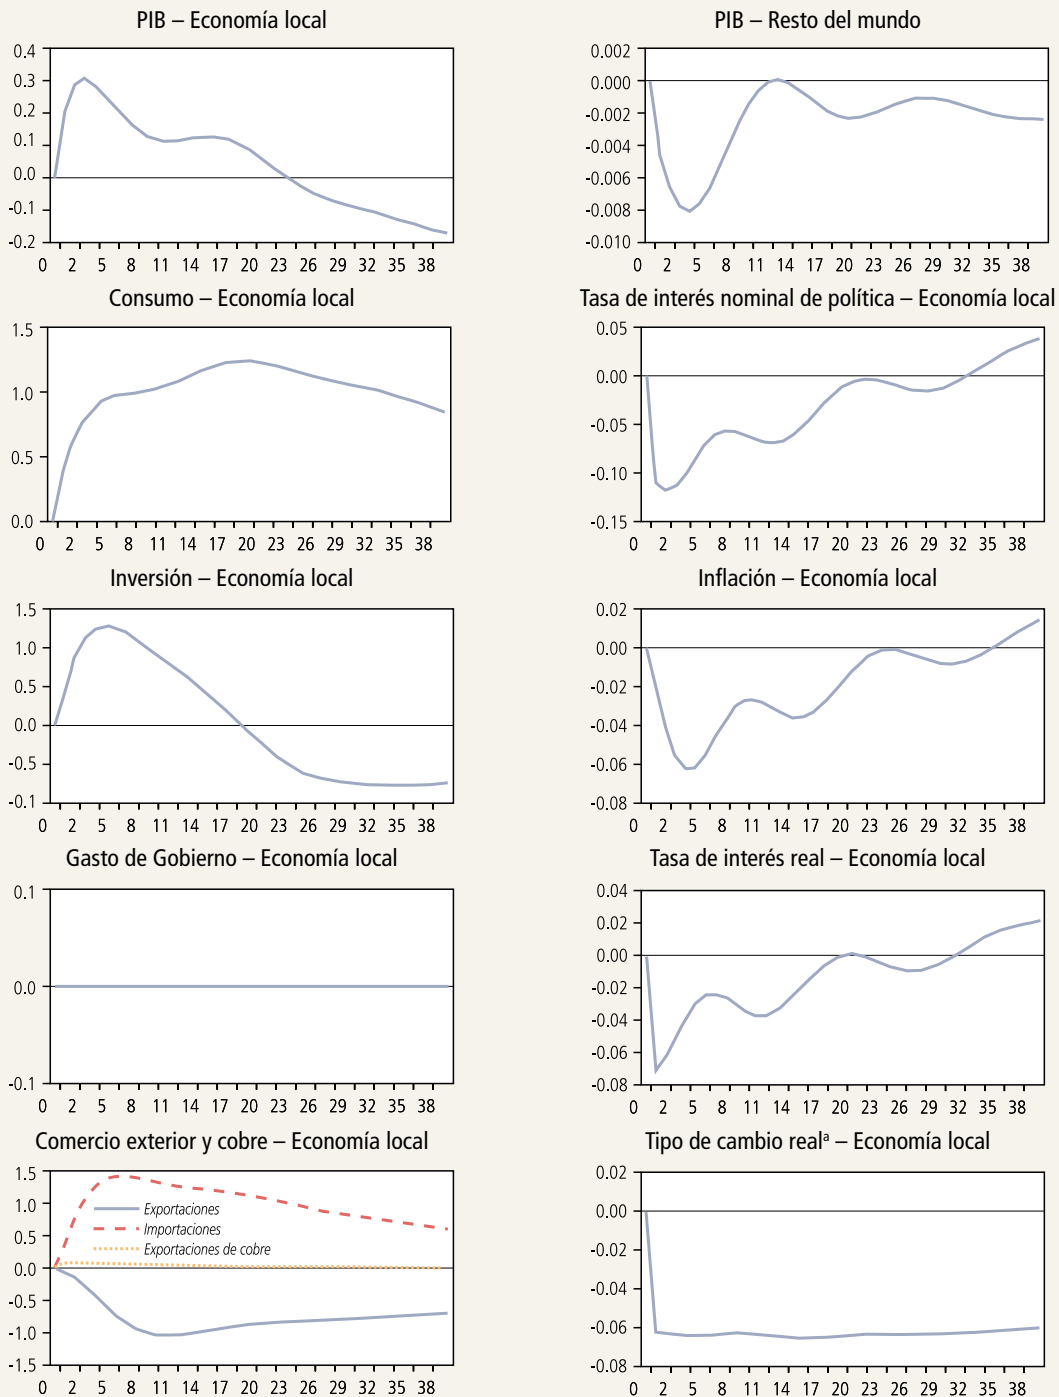 PIB – Economía local
0.4
0.3
0.2
0.1
0.0
-0.1
-0.2
0 2 5 8 11 14 17 20 23 26 29 32 35 38
PIB – Resto del mundo
0.002
0.000
-0.002
-0.004
-0.006
-0.008
-0.010
0 2 5 8 11 14 17 20 23 26 29 32 35 38
Consumo – Economía local
1.5
1.0
0.5
0.0
0 2 5 8 11 14 17 20 23 26 29 32 35 38
Tasa de interés nominal de política – Economía local
0.05
0.00
-0.05
-0.10
-0.15
0 2 5 8 11 14 17 20 23 26 29 32 35 38
Inversión – Economía local
1.5
1.0
0.5
0.0
-0.5
-0.1
0 2 5 8 11 14 17 20 23 26 29 32 35 38
Inflación – Economía local
0.02
0.00
-0.02
-0.04
-0.06
-0.08
0 2 5 8 11 14 17 20 23 26 29 32 35 38
Gasto de Gobierno – Economía local
0.1
0.0
-0.1
0 2 5 8 11 14 17 20 23 26 29 32 35 38
Tasa de interés real – Economía local
0.04
0.02
0.00
-0.02
-0.04
-0.06
-0.08
0 2 5 8 11 14 17 20 23 26 29 32 35 38
Comercio exterior y cobre – Economía local
1.5
1.0
0.5
0.0
-0.5
-1.0
-1.5
Exportaciones
Importaciones
Exportaciones de cobre
0 2 5 8 11 14 17 20 23 26 29 32 35 38
Tipo de cambio realª – Economía local
0.02
0.00
-0.02
-0.04
-0.06
-0.08
0 2 5 8 11 14 17 20 23 26 29 32 35 38